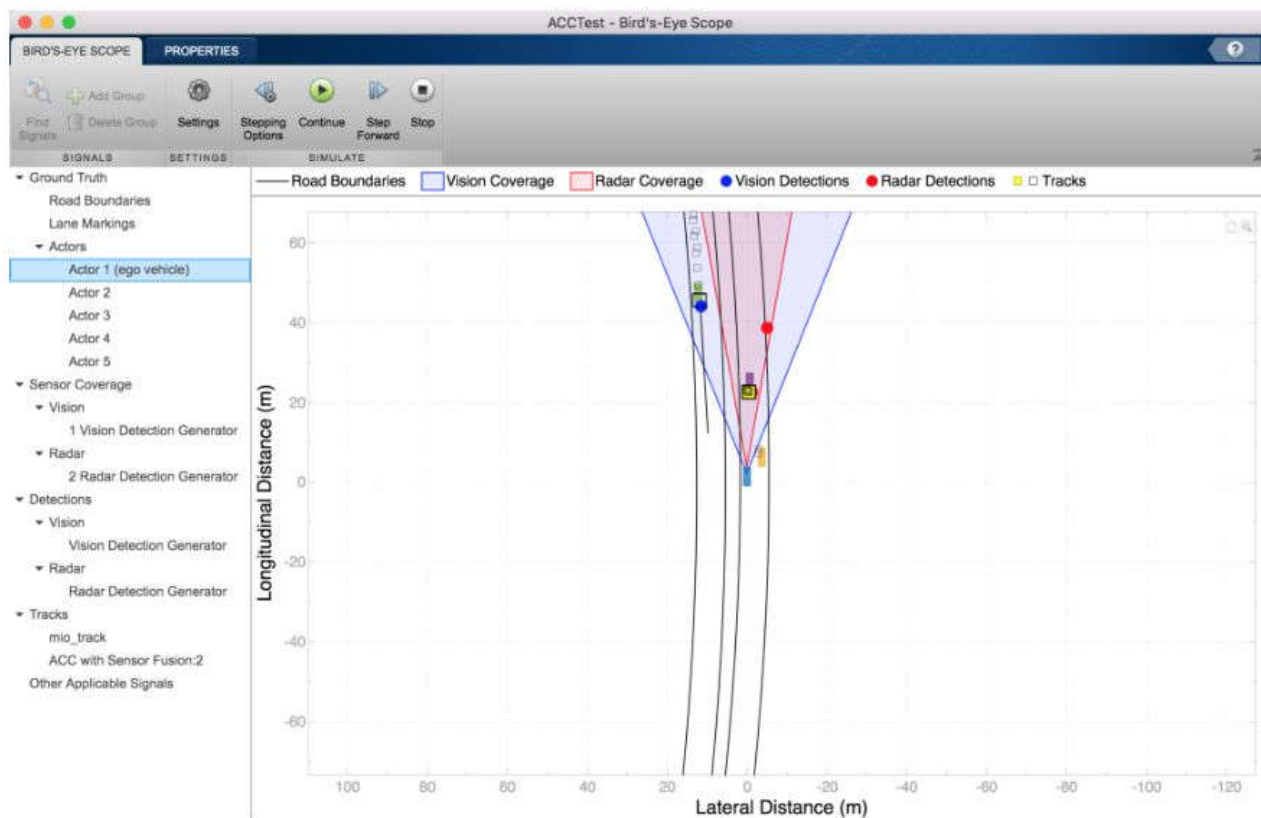 ACCTest - Bird's-Eye Scope
BIRD'S-EYE SCOPE PROPERTIES
?
Find Signals
Add Group
Delete Group
Settings
Stepping Options
Continue
Step Forward
Stop
SIGNALS SETTINGS SIMULATE
Ground Truth
Road Boundaries
Lane Markings
Actors
Actor 1 (ego vehicle)
Actor 2
Actor 3
Actor 4
Actor 5
Sensor Coverage
Vision
1 Vision Detection Generator
Radar
2 Radar Detection Generator
Detections
Vision
Vision Detection Generator
Radar
Radar Detection Generator
Tracks
mio_track
ACC with Sensor Fusion:2
Other Applicable Signals
Road Boundaries Vision Coverage Radar Coverage Vision Detections Radar Detections Tracks
Longitudinal Distance (m)
60
40
20
0
-20
-40
-60
100 80 60 40 20 0 -20 -40 -60 -80 -100 -120
Lateral Distance (m)